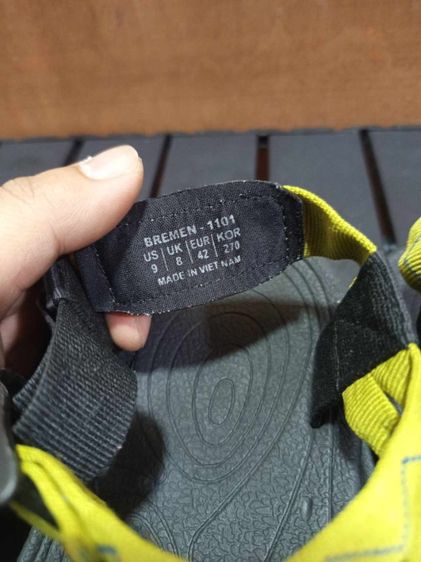 BREMEN - 1101
US | UK | EUR | KOR
9 | 8 | 42 | 270
MADE IN VIET NAM